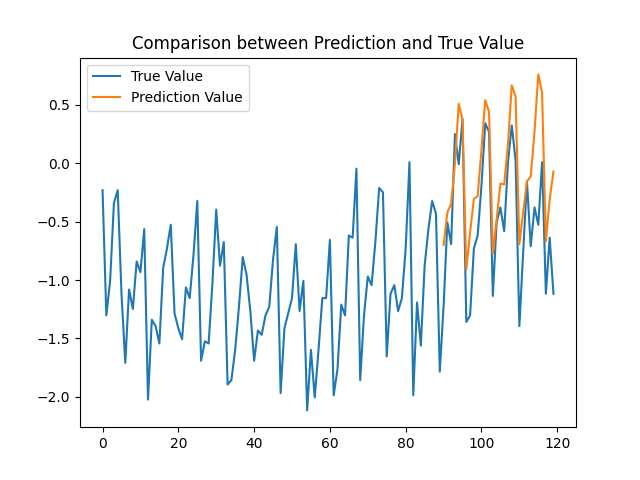 Comparison between Prediction and True Value
True Value
Prediction Value
0.5
0.0
−0.5
−1.0
−1.5
−2.0
0 20 40 60 80 100 120